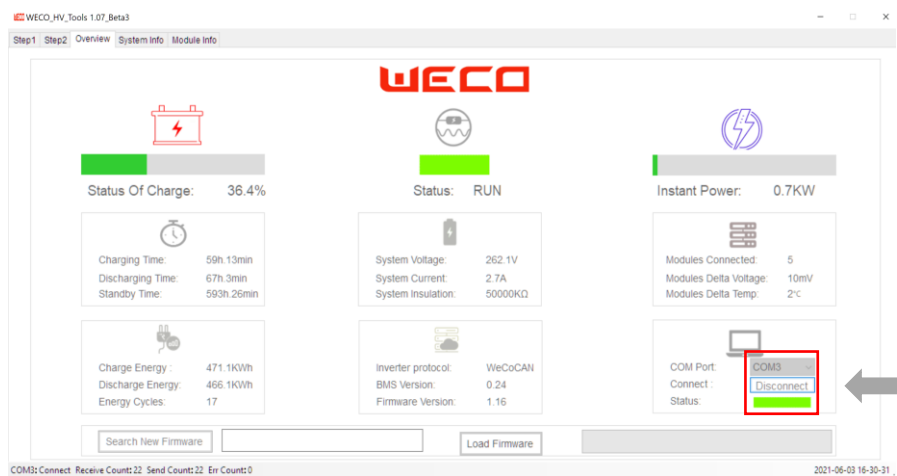 WECO_HV_Tools 1.07_Beta3
Step1 Step2 Overview System Info Module Info
WECO
Status Of Charge: 36.4%
Status: RUN
Instant Power: 0.7KW
Charging Time: 59h.13min
Discharging Time: 67h.3min
Standby Time: 593h.26min
System Voltage: 262.1V
System Current: 2.7A
System Insulation: 50000KΩ
Modules Connected: 5
Modules Delta Voltage: 10mV
Modules Delta Temp: 2℃
Charge Energy : 471.1KWh
Discharge Energy: 466.1KWh
Energy Cycles: 17
Inverter protocol: WeCoCAN
BMS Version: 0.24
Firmware Version: 1.16
COM Port: COM3
Connect : Disconnect
Status:
Search New Firmware
Load Firmware
COM3: Connect Receive Count: 22 Send Count: 22 Err Count: 0
2021-06-03 16-30-31